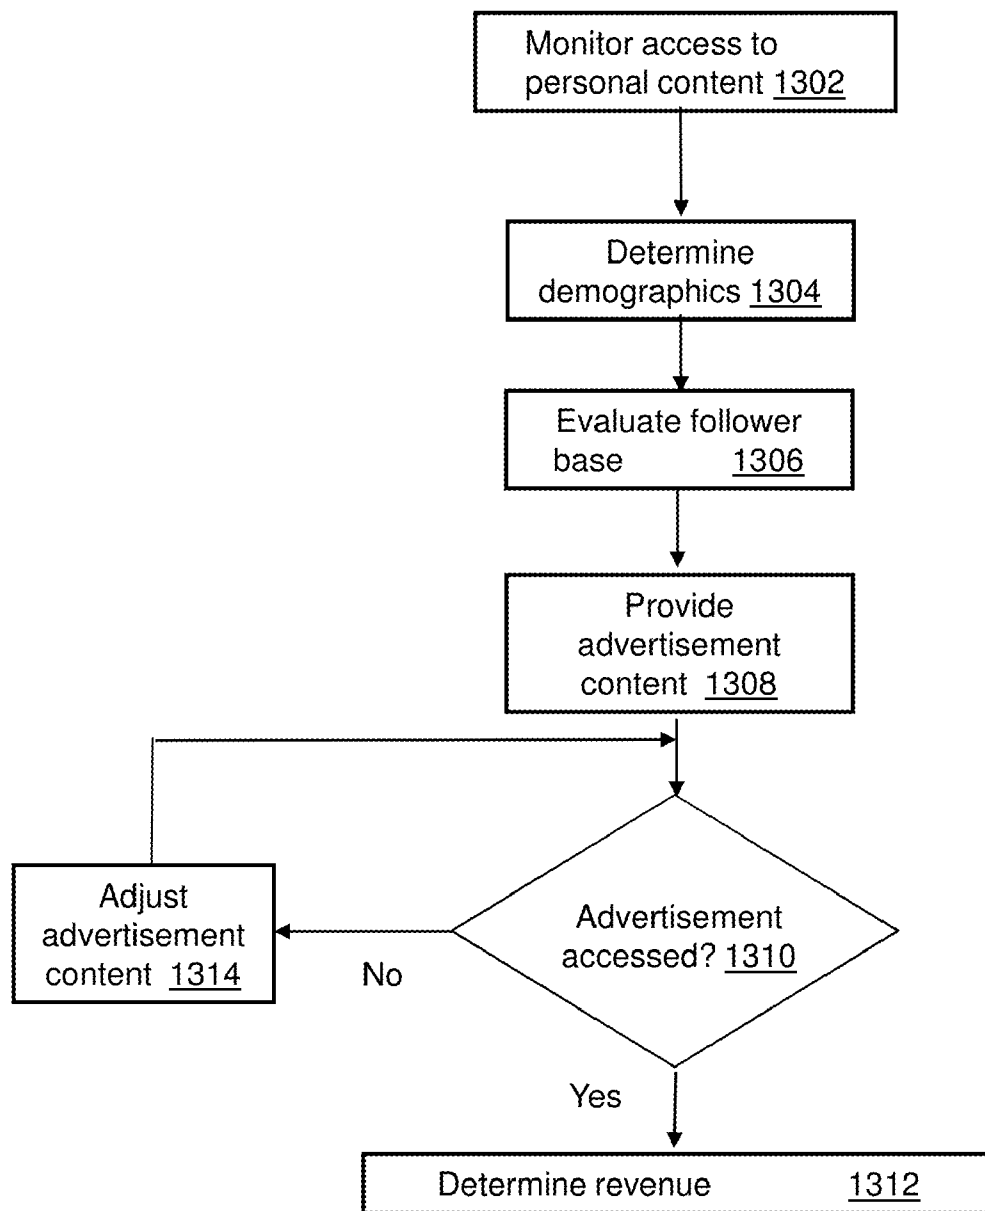 Monitor access to
personal content 1302
Determine
demographics 1304
Evaluate follower
base 1306
Provide
advertisement
content 1308
Adjust
advertisement
content 1314
No
Advertisement
accessed? 1310
Yes
Determine revenue 1312